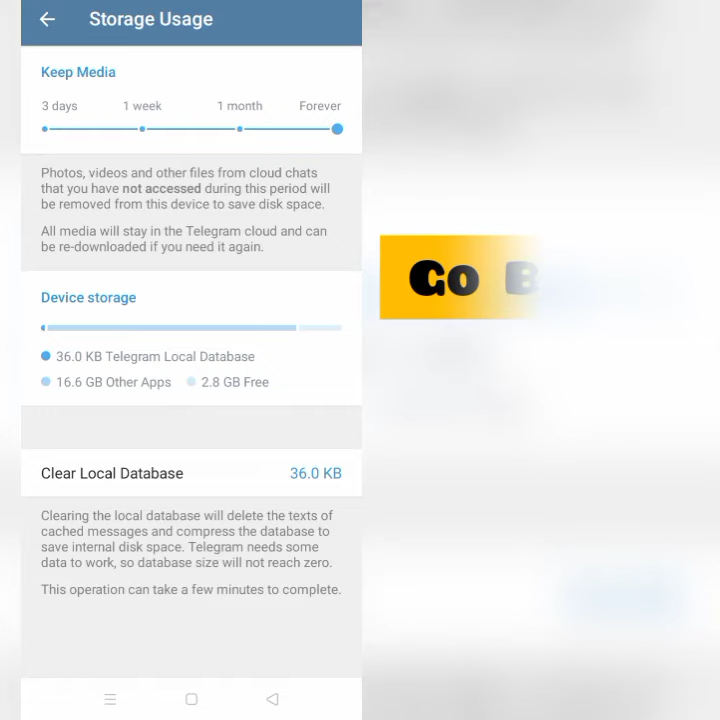 Storage Usage
Keep Media
3 days 1 week 1 month Forever
Photos, videos and other files from cloud chats
that you have not accessed during this period will
be removed from this device to save disk space.
All media will stay in the Telegram cloud and can
be re-downloaded if you need it again.
Device storage
36.0 KB Telegram Local Database
16.6 GB Other Apps 2.8 GB Free
Clear Local Database 36.0 KB
Clearing the local database will delete the texts of
cached messages and compress the database to
save internal disk space. Telegram needs some
data to work, so database size will not reach zero.
This operation can take a few minutes to complete.
Go